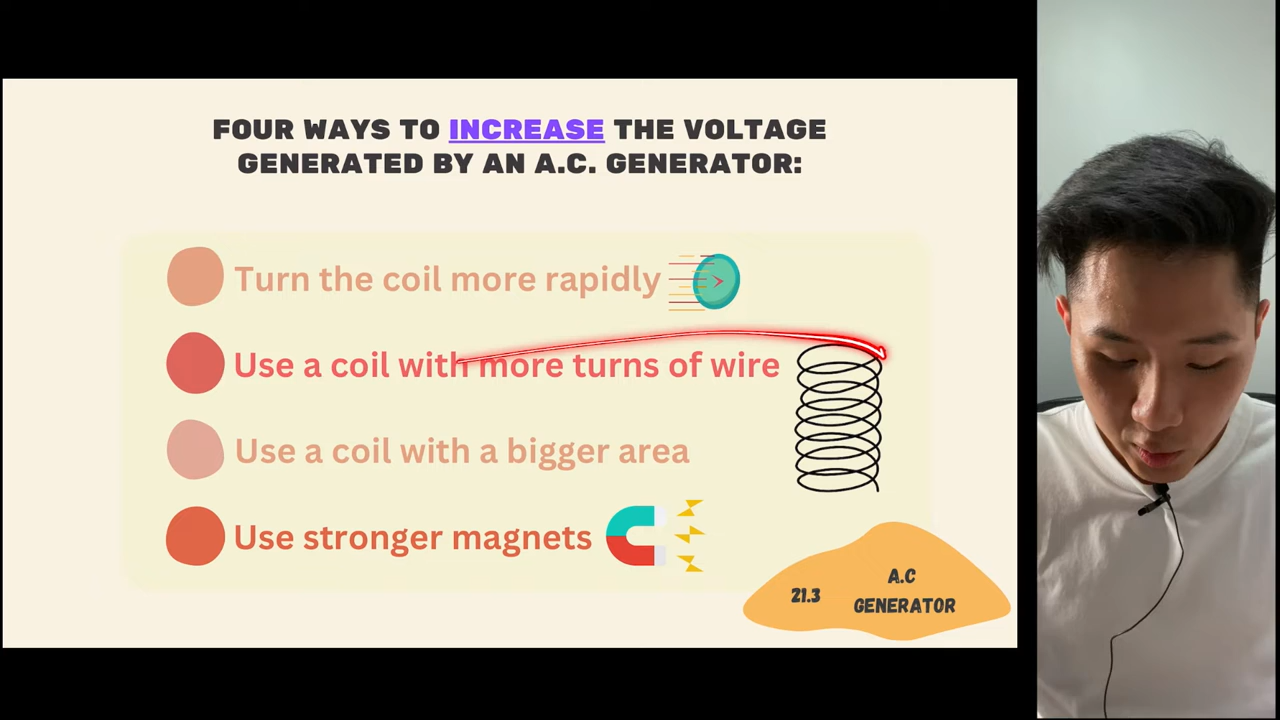 FOUR WAYS TO INCREASE THE VOLTAGE
GENERATED BY AN A.C. GENERATOR:
Turn the coil more rapidly
Use a coil with more turns of wire
Use a coil with a bigger area
Use stronger magnets
21.3
A.C
GENERATOR